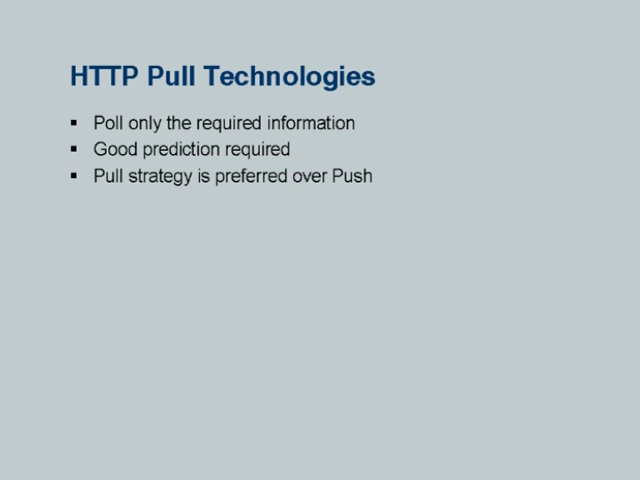 HTTP Pull Technologies
▪ Poll only the required information
▪ Good prediction required
▪ Pull strategy is preferred over Push